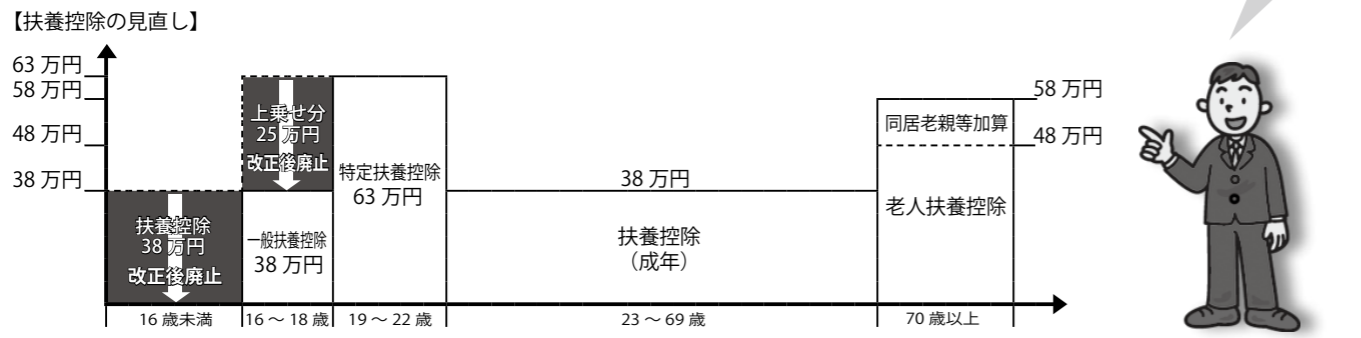 【扶養控除の見直し】
63 万円
58 万円
48 万円
38 万円
上乗せ分
25 万円
改正後廃止
扶養控除
38 万円
改正後廃止
一般扶養控除
38 万円
特定扶養控除
63 万円
38 万円
扶養控除
（成年）
同居老親等加算
老人扶養控除
58 万円
48 万円
16 歳未満
16 ～ 18 歳
19 ～ 22 歳
23 ～ 69 歳
70 歳以上